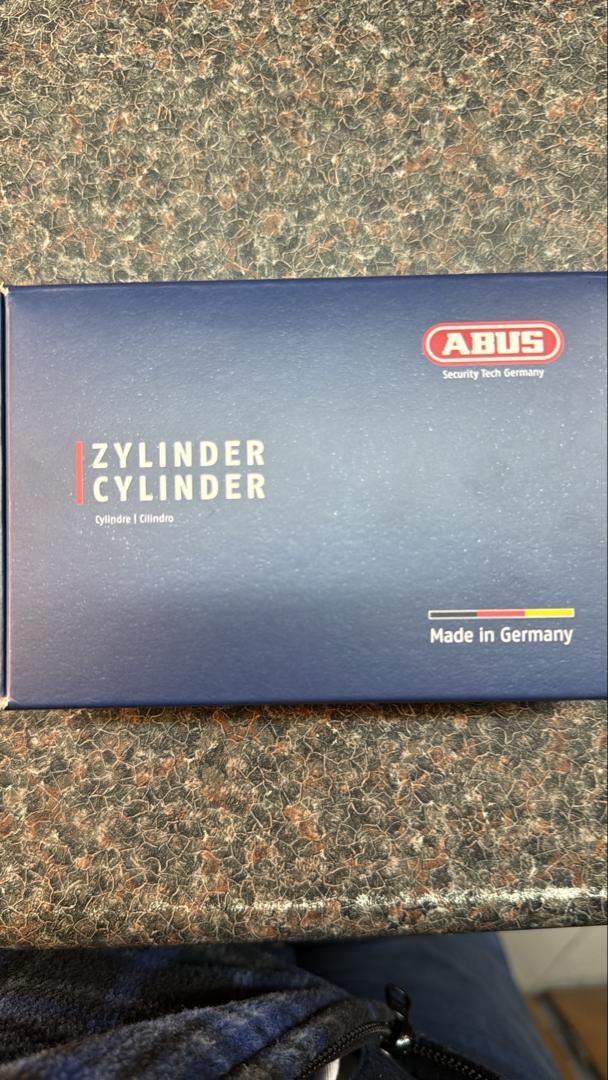 ABUS
Security Tech Germany
ZYLINDER
CYLINDER
Cylindre | Cilindro
Made in Germany